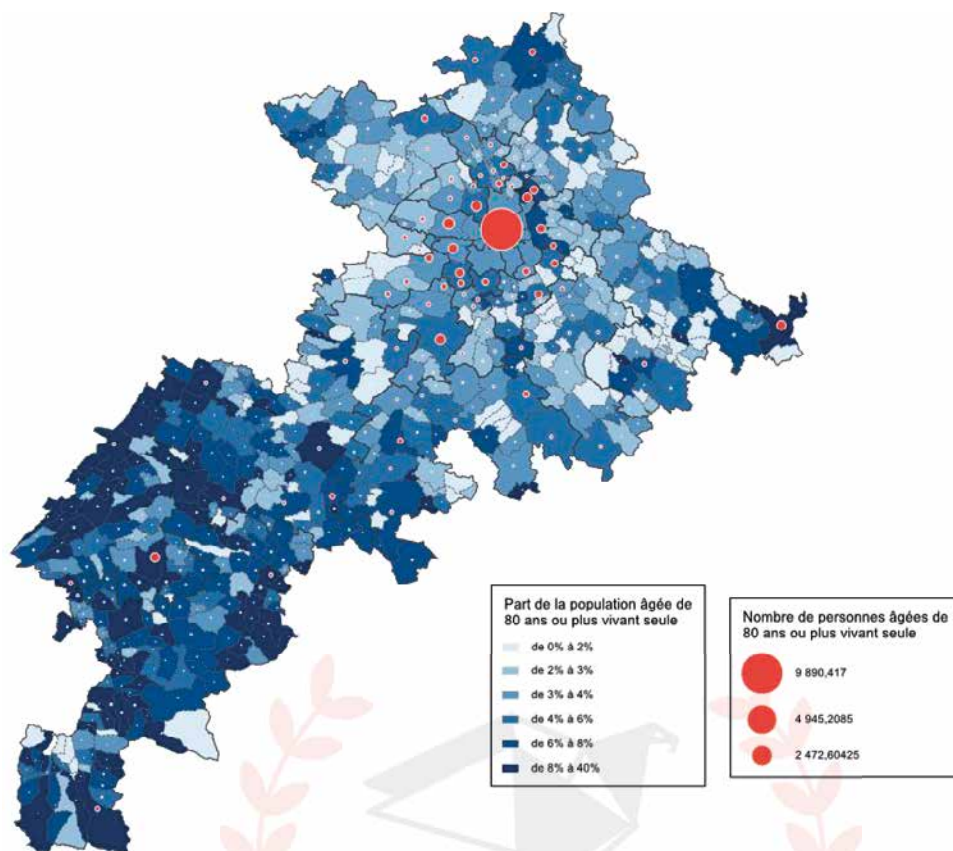 Part de la population âgée de
80 ans ou plus vivant seule
de 0% à 2%
de 2% à 3%
de 3% à 4%
de 4% à 6%
de 6% à 8%
de 8% à 40%
Nombre de personnes âgées de
80 ans ou plus vivant seule
9 890,417
4 945,2085
2 472,60425